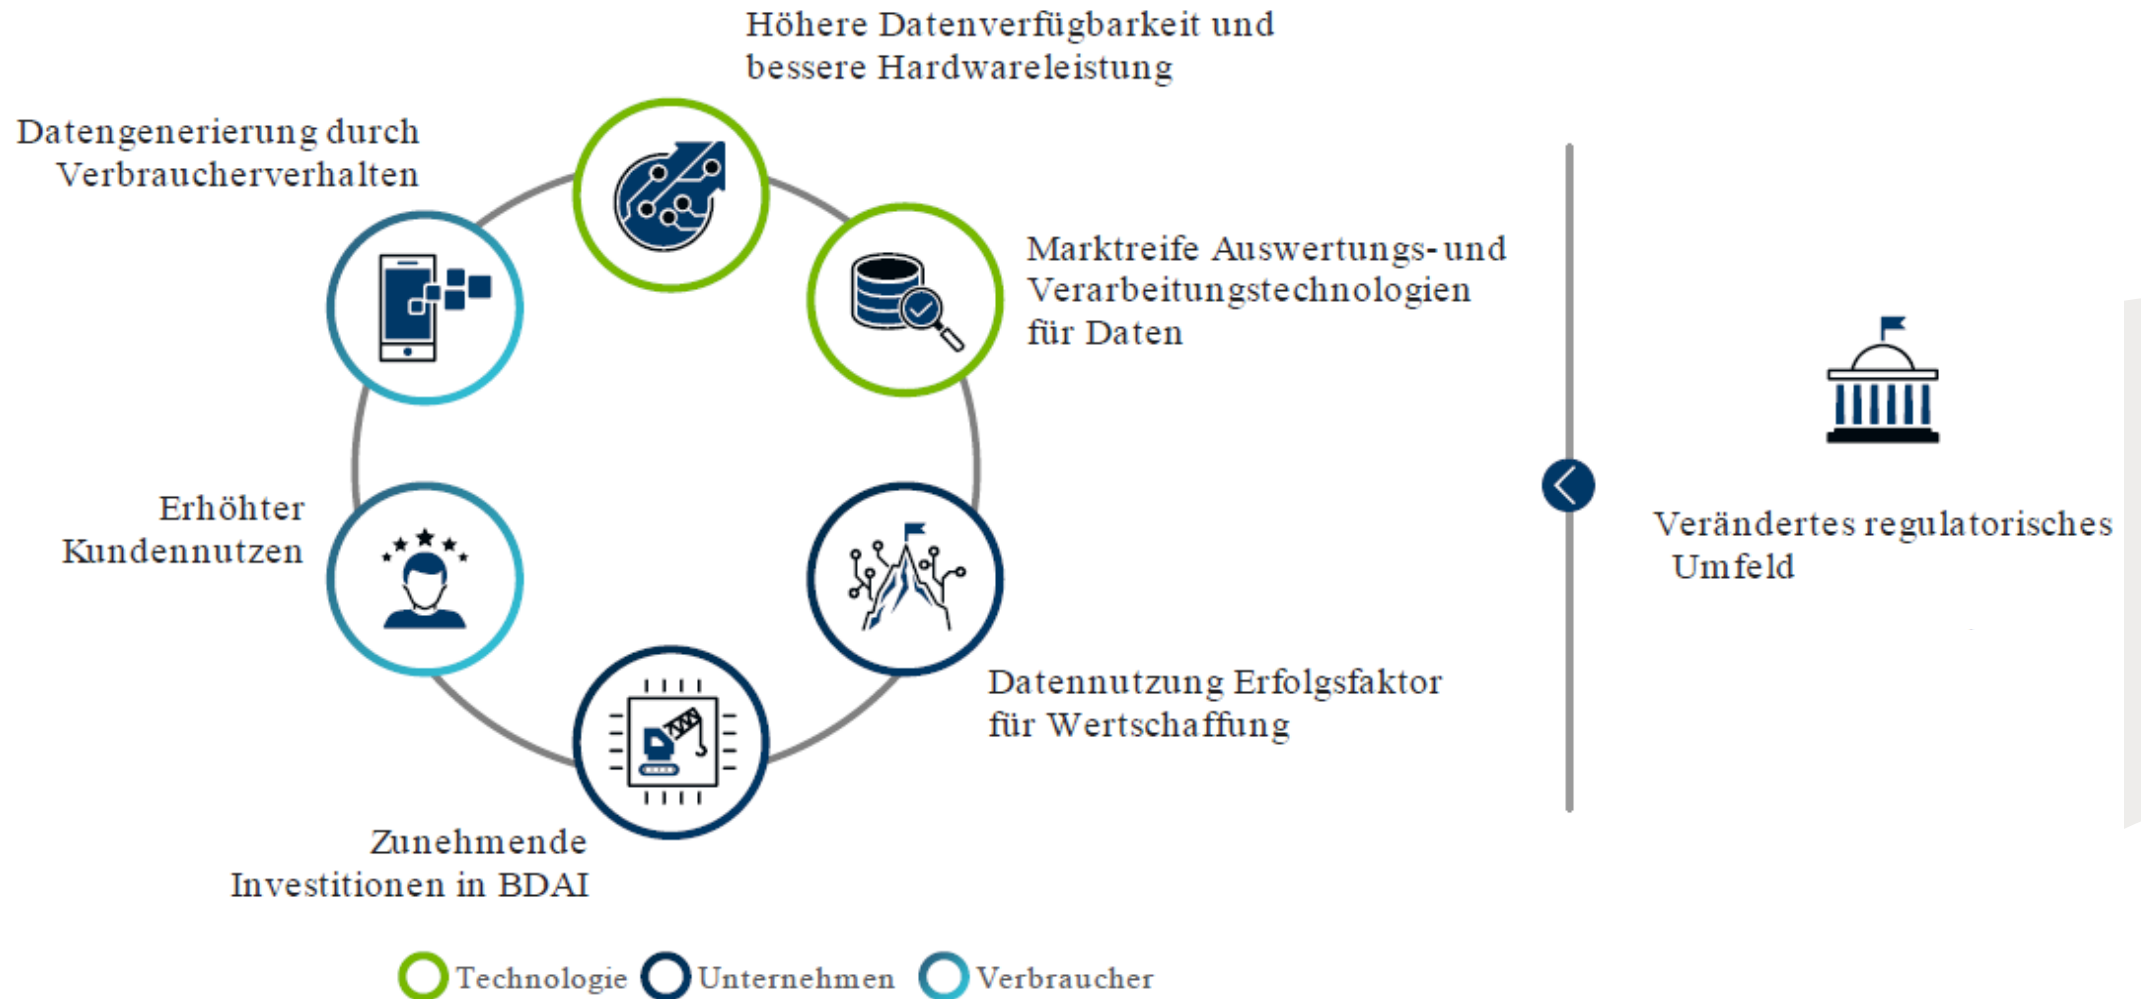 Höhere Datenverfügbarkeit und
bessere Hardwareleistung
Datengenerierung durch
Verbraucherverhalten
Marktreife Auswertungs- und
Verarbeitungstechnologien
für Daten
Erhöhter
Kundennutzen
Verändertes regulatorisches
Umfeld
Datennutzung Erfolgsfaktor
für Wertschaffung
Zunehmende
Investitionen in BDAI
Technologie
Unternehmen
Verbraucher